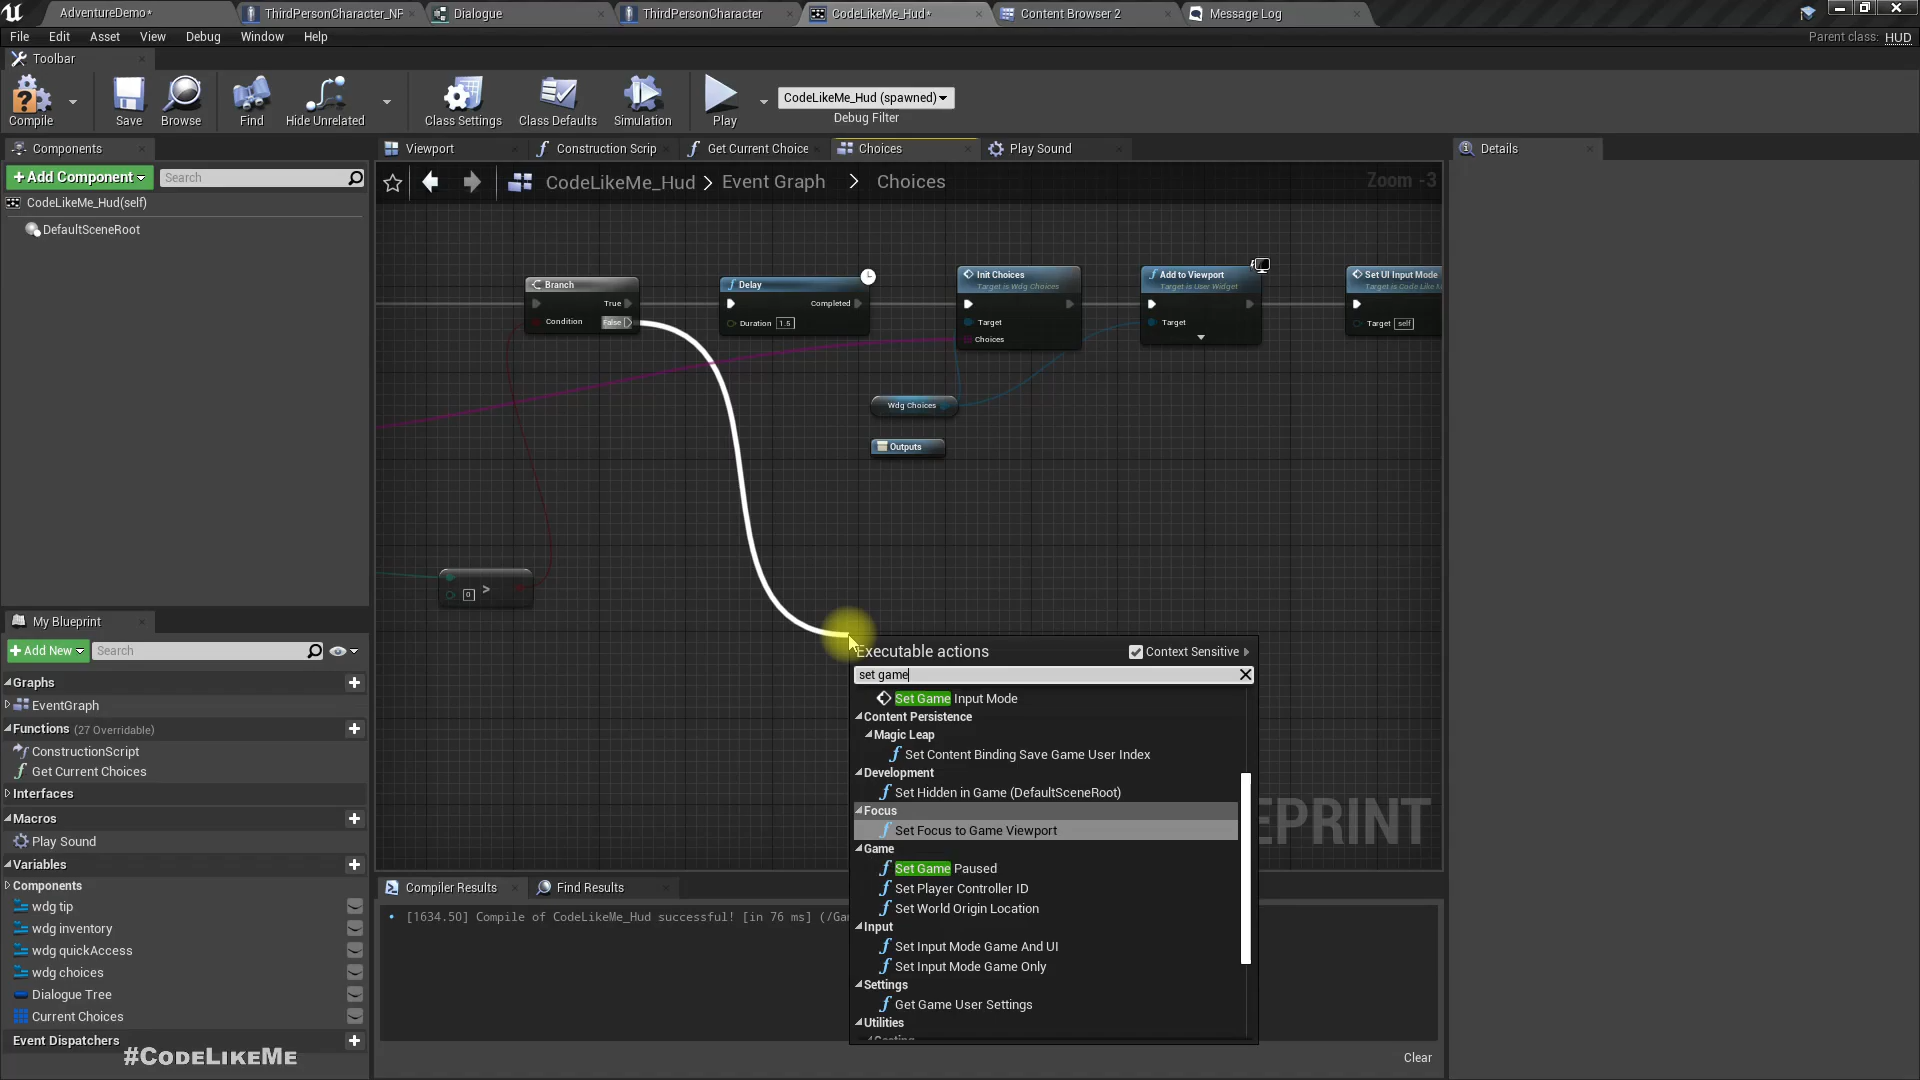 AdventureDemo*
ThirdPersonCharacter_NP
Dialogue
ThirdPersonCharacter
CodeLikeMe_Hud*
Content Browser 2
Message Log
File Edit Asset View Debug Window Help
Parent class: HUD
Toolbar
Compile
Save
Browse
Find
Hide Unrelated
Class Settings
Class Defaults
Simulation
Play
CodeLikeMe_Hud (spawned)
Debug Filter
Components
Viewport
Construction Scrip
Get Current Choice
Choices
Play Sound
Details
+Add Component
Search
CodeLikeMe_Hud > Event Graph > Choices
Zoom -3
CodeLikeMe_Hud(self)
DefaultSceneRoot
Branch
True
Condition
False
Delay
Completed
Duration 1.5
Init Choices
Target is Wdg Choices
Target
Choices
Add to Viewport
Target is User Widget
Target
Set UI Input Mode
Target is Code Like M
Target self
Wdg Choices
Outputs
0 >
My Blueprint
+Add New
Search
Graphs
EventGraph
Functions (27 Overridable)
ConstructionScript
Get Current Choices
Interfaces
Macros
Play Sound
Variables
Components
wdg tip
wdg inventory
wdg quickAccess
wdg choices
Dialogue Tree
Current Choices
Event Dispatchers
#CodeLikeMe
Executable actions
Context Sensitive
set game
Set Game Input Mode
Content Persistence
Magic Leap
Set Content Binding Save Game User Index
Development
Set Hidden in Game (DefaultSceneRoot)
Focus
Set Focus to Game Viewport
Game
Set Game Paused
Set Player Controller ID
Set World Origin Location
Input
Set Input Mode Game And UI
Set Input Mode Game Only
Settings
Get Game User Settings
Utilities
EPRINT
Compiler Results
Find Results
[1634.50] Compile of CodeLikeMe_Hud successful! [in 76 ms] (/Ga
Clear